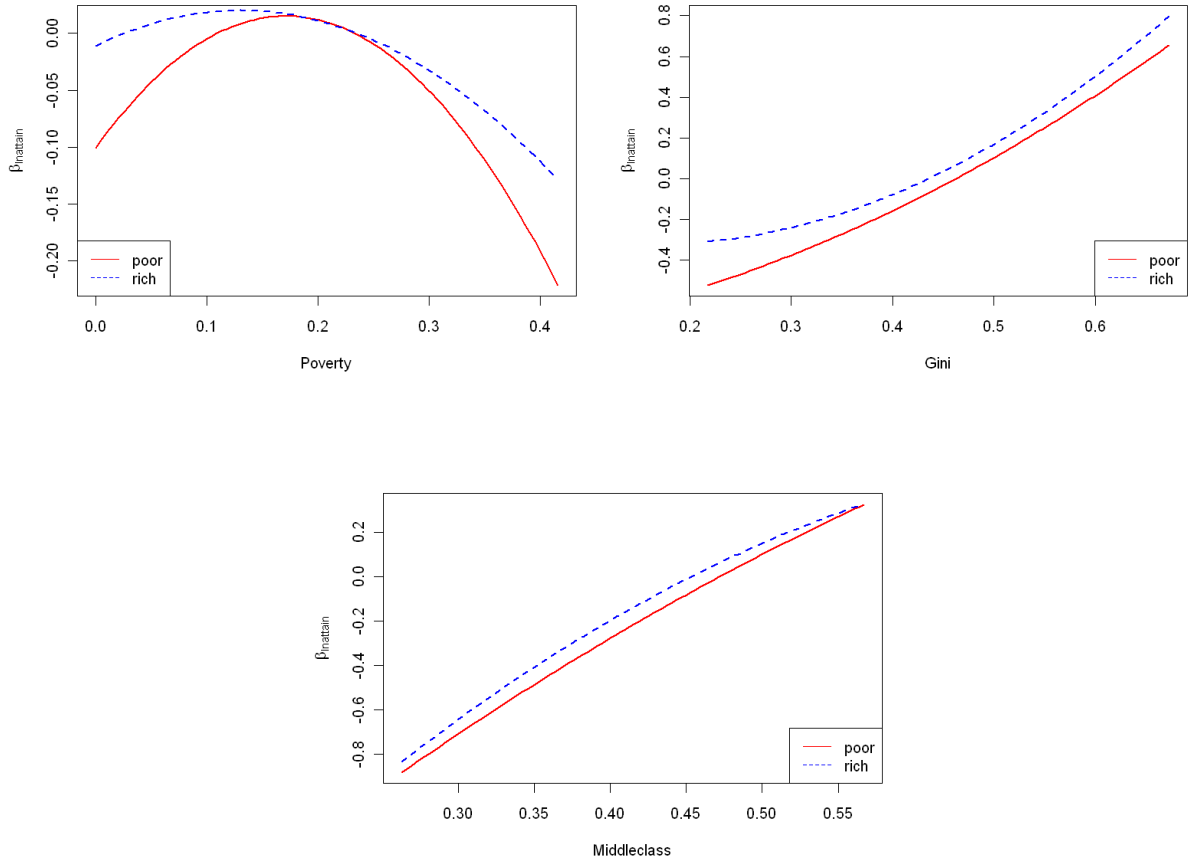 β_lnattain
0.00
-0.05
-0.10
-0.15
-0.20
poor
rich
0.0 0.1 0.2 0.3 0.4
Poverty
β_lnattain
0.8
0.6
0.4
0.2
0.0
-0.2
-0.4
poor
rich
0.2 0.3 0.4 0.5 0.6
Gini
β_lnattain
0.2
0.0
-0.2
-0.4
-0.6
-0.8
poor
rich
0.30 0.35 0.40 0.45 0.50 0.55
Middleclass